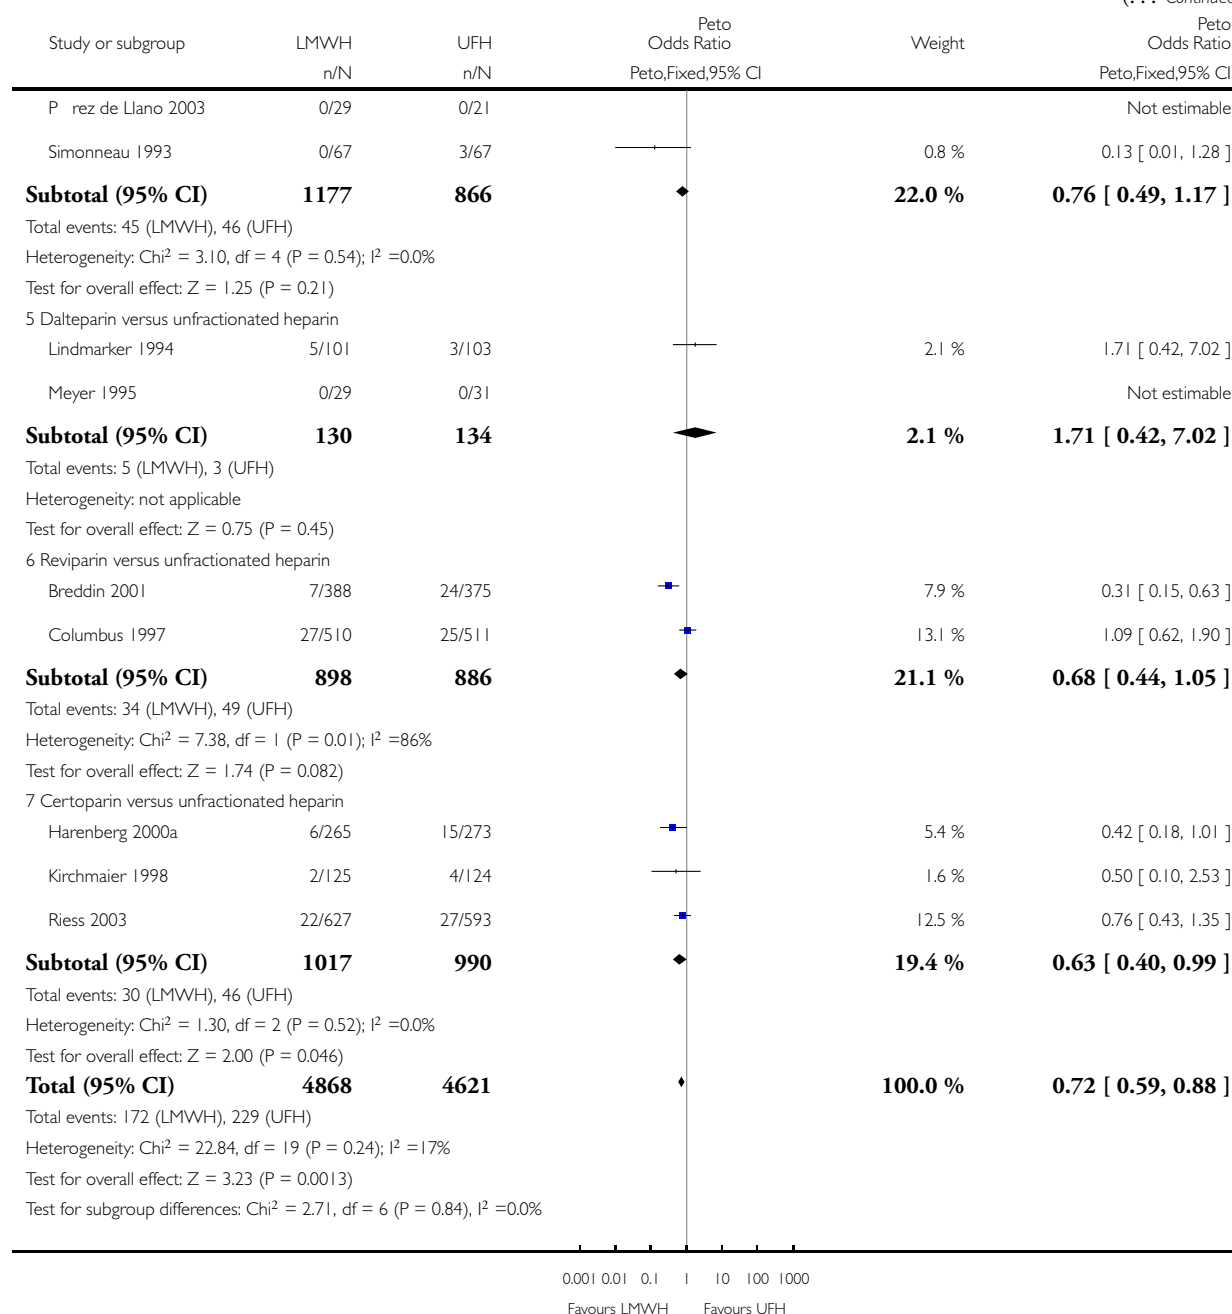 (. . . Continued
Peto Peto
Study or subgroup LMWH UFH Odds Ratio Weight Odds Ratio
n/N n/N Peto,Fixed,95% CI Peto,Fixed,95% CI
P rez de Llano 2003 0/29 0/21 Not estimable
Simonneau 1993 0/67 3/67 0.8 % 0.13 [ 0.01, 1.28 ]
Subtotal (95% CI) 1177 866 22.0 % 0.76 [ 0.49, 1.17 ]
Total events: 45 (LMWH), 46 (UFH)
Heterogeneity: Chi² = 3.10, df = 4 (P = 0.54); I² =0.0%
Test for overall effect: Z = 1.25 (P = 0.21)
5 Dalteparin versus unfractionated heparin
Lindmarker 1994 5/101 3/103 2.1 % 1.71 [ 0.42, 7.02 ]
Meyer 1995 0/29 0/31 Not estimable
Subtotal (95% CI) 130 134 2.1 % 1.71 [ 0.42, 7.02 ]
Total events: 5 (LMWH), 3 (UFH)
Heterogeneity: not applicable
Test for overall effect: Z = 0.75 (P = 0.45)
6 Reviparin versus unfractionated heparin
Breddin 2001 7/388 24/375 7.9 % 0.31 [ 0.15, 0.63 ]
Columbus 1997 27/510 25/511 13.1 % 1.09 [ 0.62, 1.90 ]
Subtotal (95% CI) 898 886 21.1 % 0.68 [ 0.44, 1.05 ]
Total events: 34 (LMWH), 49 (UFH)
Heterogeneity: Chi² = 7.38, df = 1 (P = 0.01); I² =86%
Test for overall effect: Z = 1.74 (P = 0.082)
7 Certoparin versus unfractionated heparin
Harenberg 2000a 6/265 15/273 5.4 % 0.42 [ 0.18, 1.01 ]
Kirchmaier 1998 2/125 4/124 1.6 % 0.50 [ 0.10, 2.53 ]
Riess 2003 22/627 27/593 12.5 % 0.76 [ 0.43, 1.35 ]
Subtotal (95% CI) 1017 990 19.4 % 0.63 [ 0.40, 0.99 ]
Total events: 30 (LMWH), 46 (UFH)
Heterogeneity: Chi² = 1.30, df = 2 (P = 0.52); I² =0.0%
Test for overall effect: Z = 2.00 (P = 0.046)
Total (95% CI) 4868 4621 100.0 % 0.72 [ 0.59, 0.88 ]
Total events: 172 (LMWH), 229 (UFH)
Heterogeneity: Chi² = 22.84, df = 19 (P = 0.24); I² =17%
Test for overall effect: Z = 3.23 (P = 0.0013)
Test for subgroup differences: Chi² = 2.71, df = 6 (P = 0.84), I² =0.0%
0.001 0.01 0.1 1 10 100 1000
Favours LMWH Favours UFH